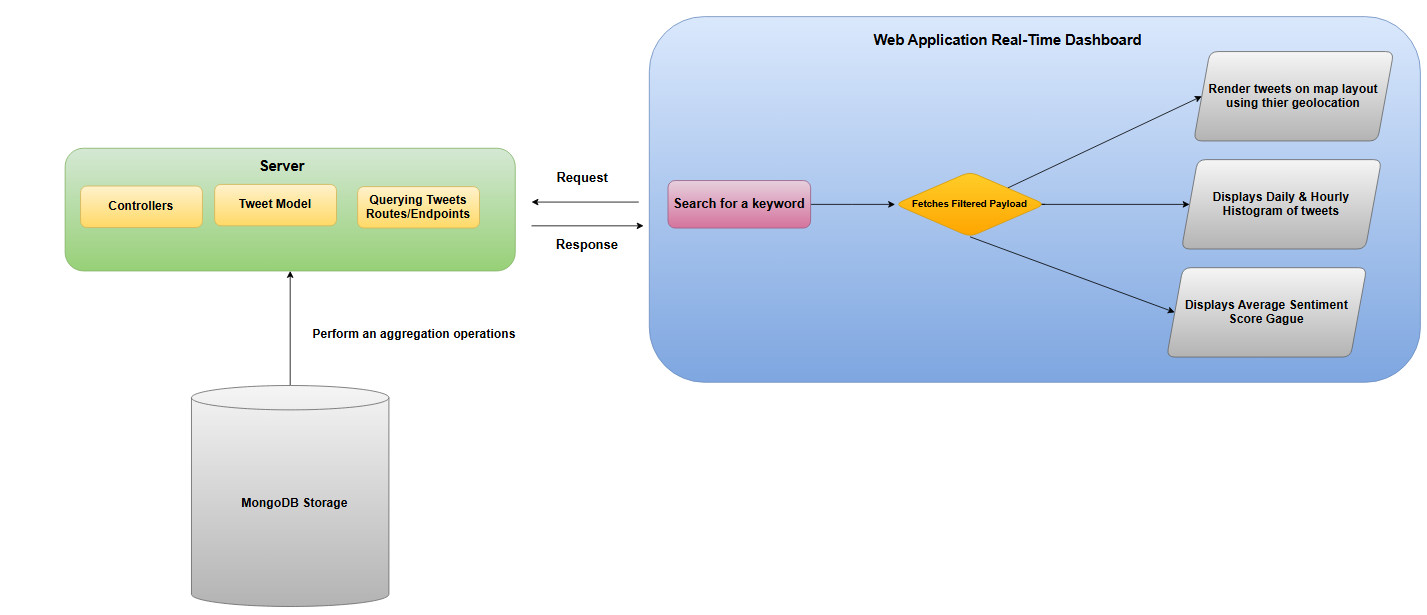 Web Application Real-Time Dashboard
Render tweets on map layout
using thier geolocation
Server
Controllers
Tweet Model
Querying Tweets
Routes/Endpoints
Request
Response
Search for a keyword
Fetches Filtered Payload
Displays Daily & Hourly
Histogram of tweets
Displays Average Sentiment
Score Gague
Perform an aggregation operations
MongoDB Storage